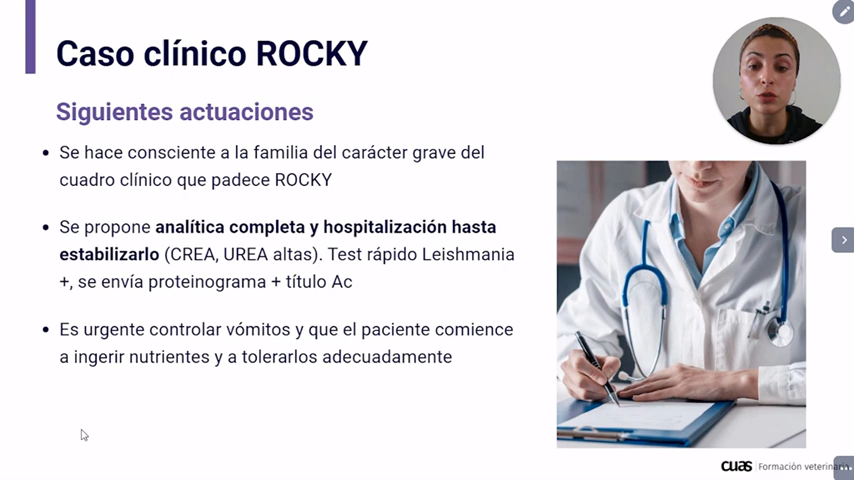 Caso clínico ROCKY
Siguientes actuaciones
• Se hace consciente a la familia del carácter grave del
cuadro clínico que padece ROCKY
• Se propone analítica completa y hospitalización hasta
estabilizarlo (CREA, UREA altas). Test rápido Leishmania
+, se envía proteinograma + título Ac
• Es urgente controlar vómitos y que el paciente comience
a ingerir nutrientes y a tolerarlos adecuadamente
cuas Formación